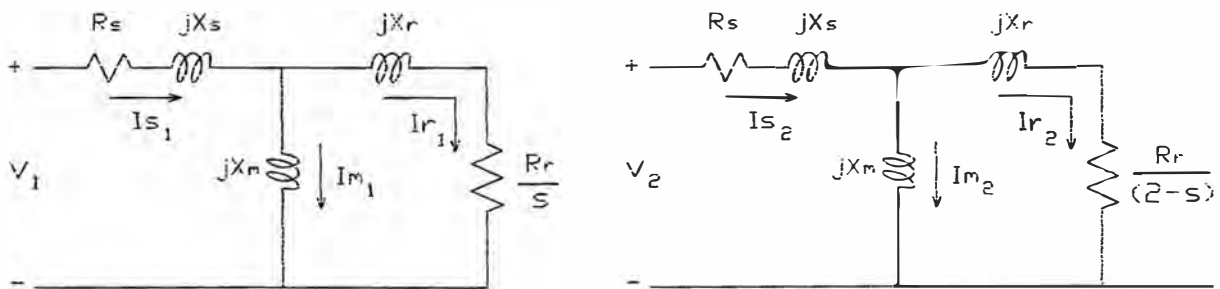 Rs jXs jXr
+
Is1 Ir1
V1 jXm Im1 Rr
s
-
Rs jXs jXr
+
Is2 Ir2
V2 jXm Im2 Rr
(2-s)
-